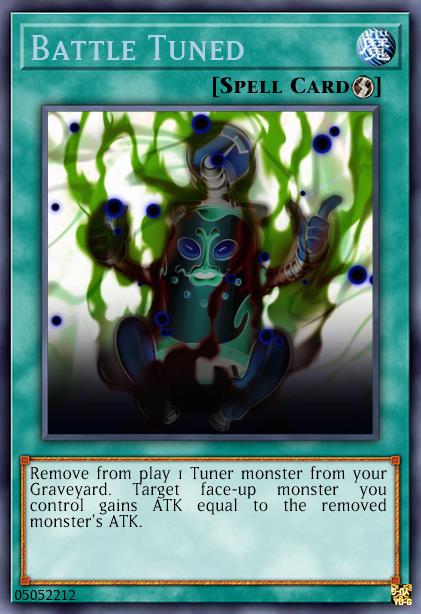 Battle Tuned
魔
[Spell Card]
Remove from play 1 Tuner monster from your
Graveyard. Target face-up monster you
control gains ATK equal to the removed
monster's ATK.
05052212